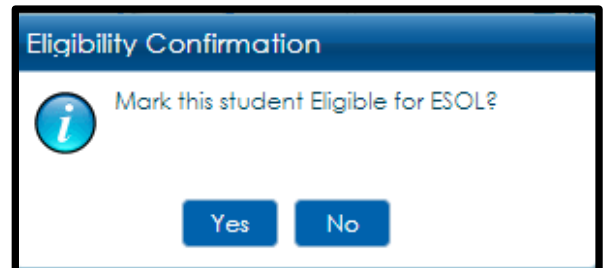 Eligibility Confirmation
Mark this student Eligible for ESOL?
Yes No